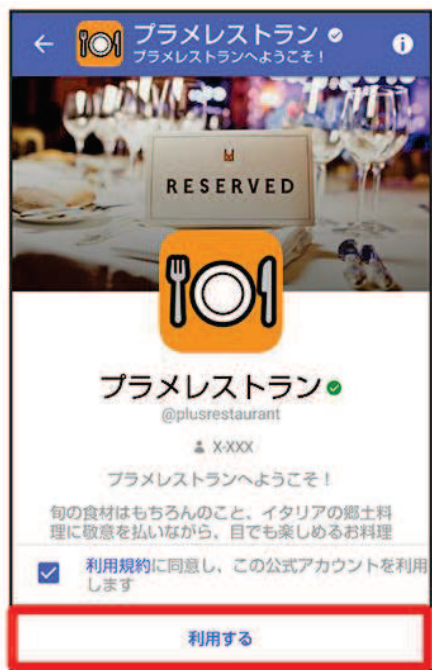 プラメレストラン
プラメレストランへようこそ！
RESERVED
プラメレストラン
@plusrestaurant
X-XXX
プラメレストランへようこそ！
旬の食材はもちろんのこと、イタリアの郷土料
理に敬意を払いながら、目でも楽しめるお料理
利用規約に同意し、この公式アカウントを利用
します
利用する